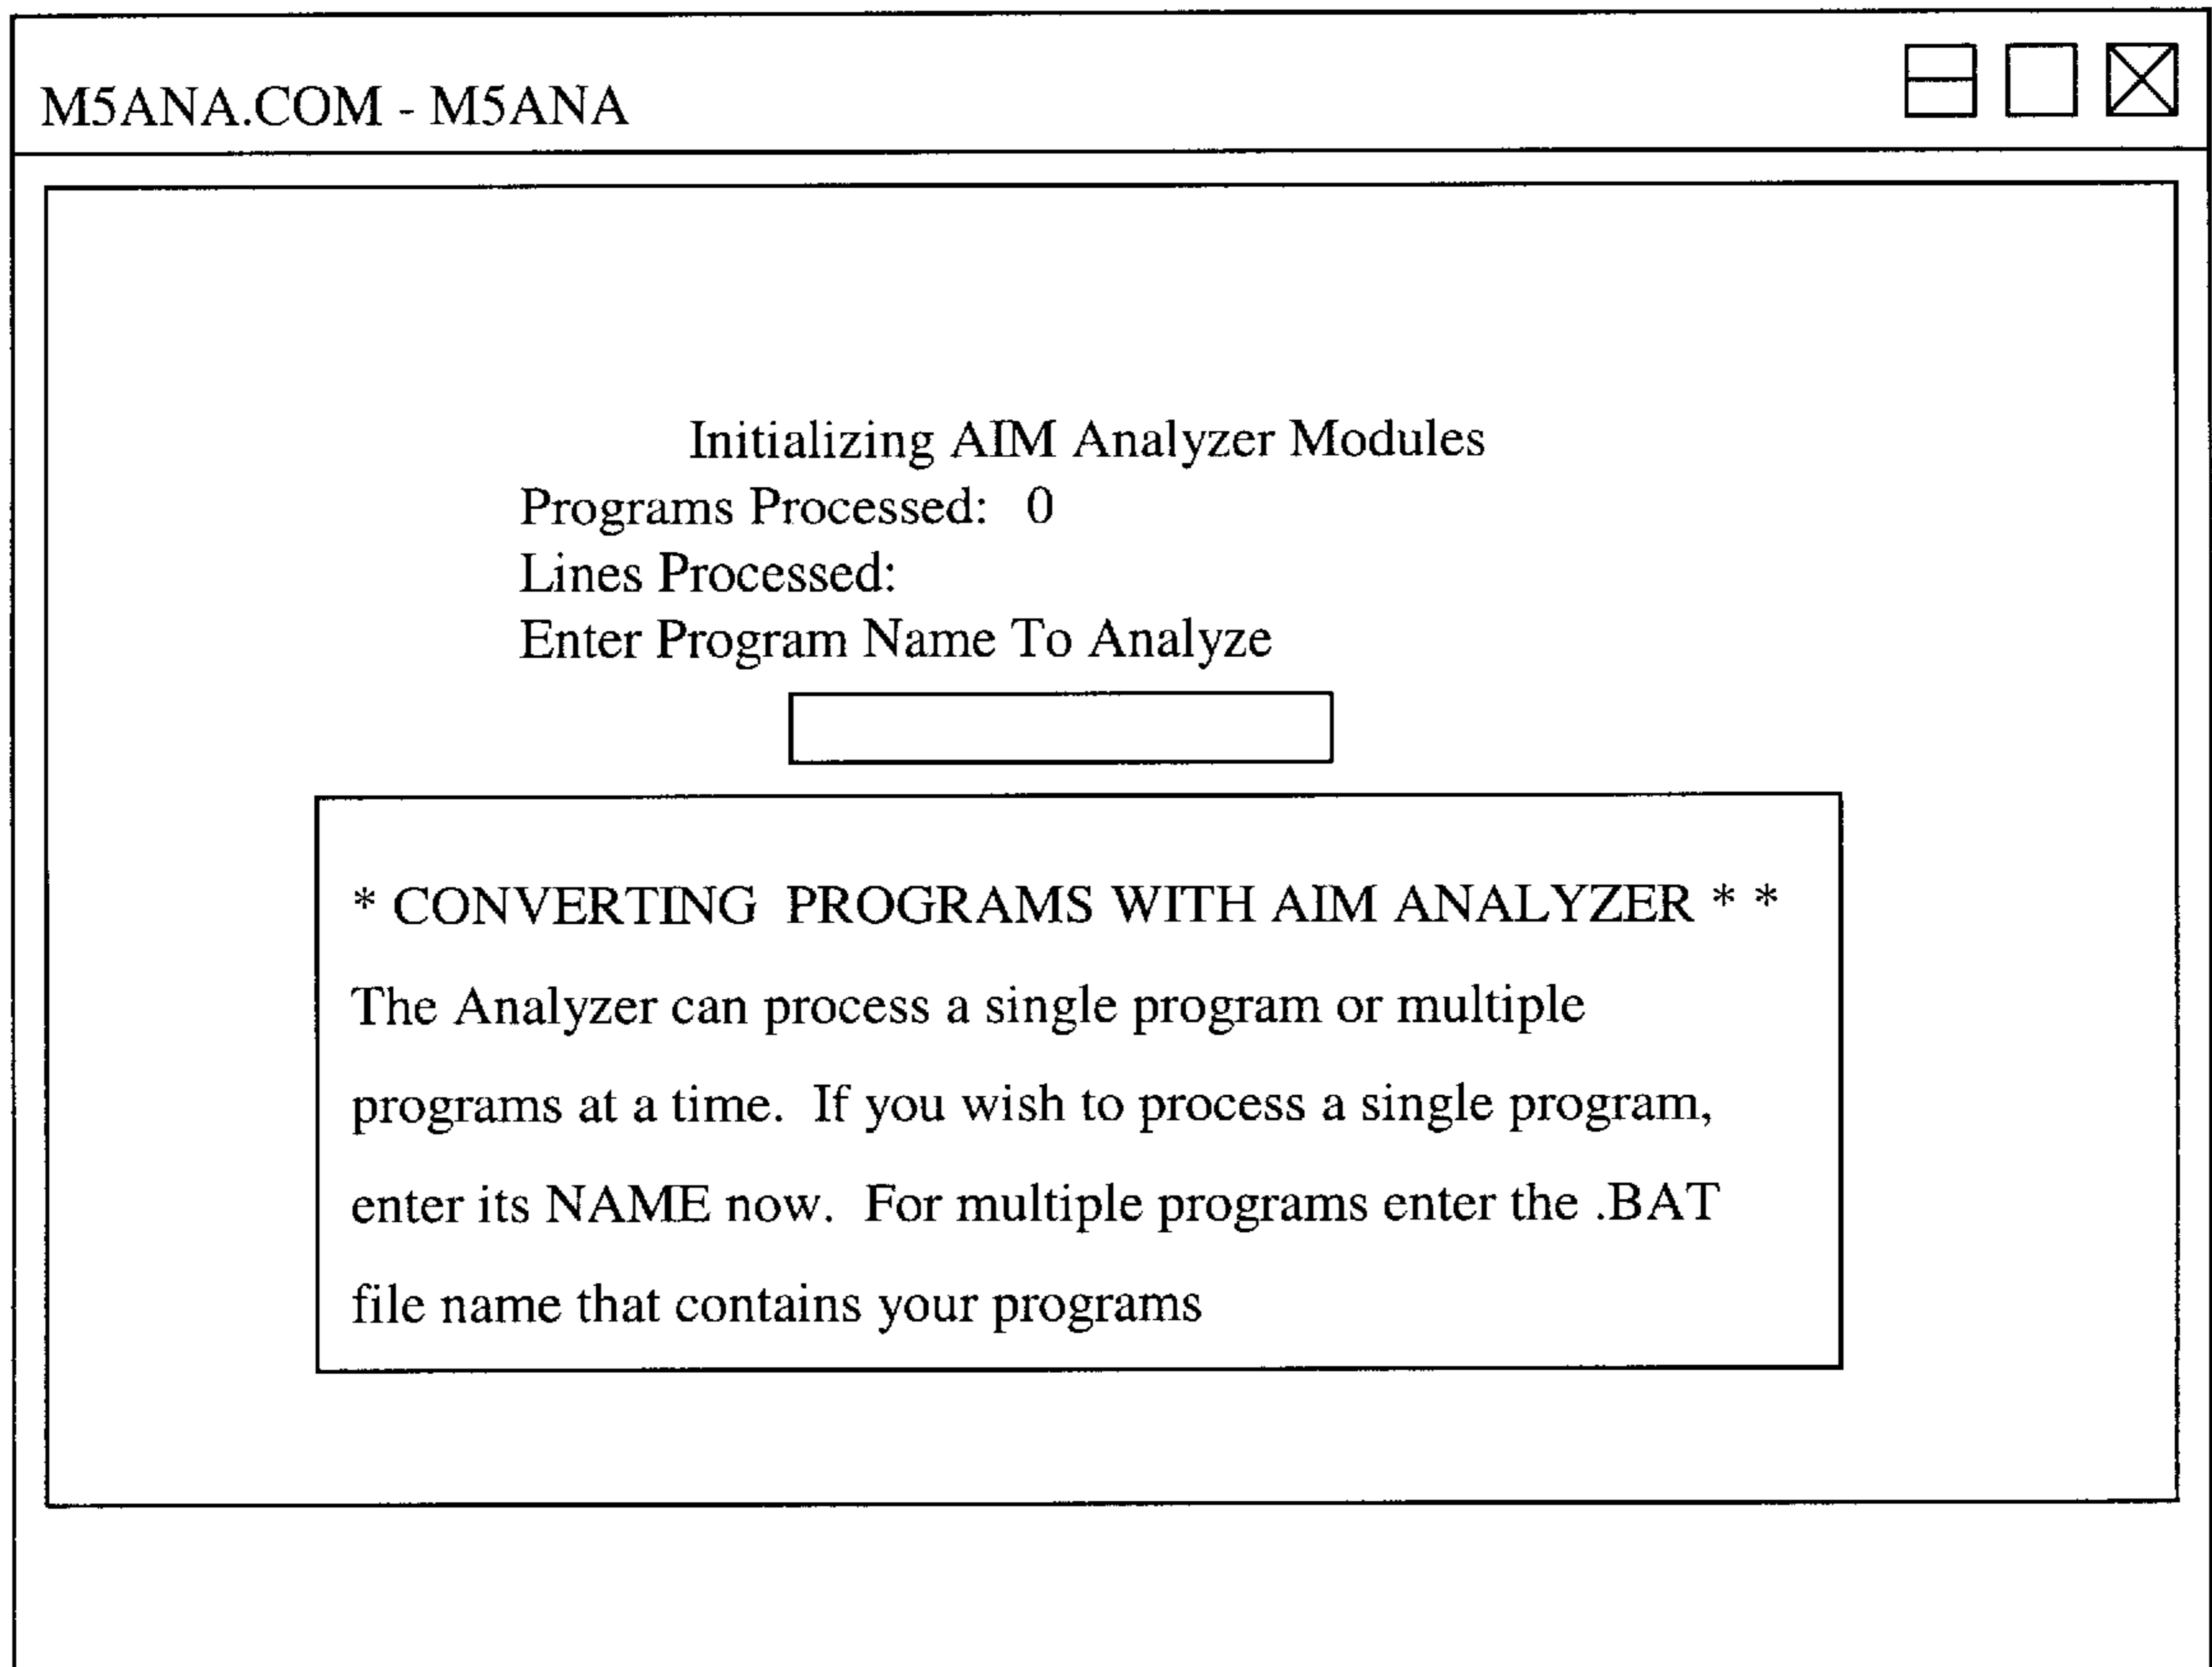 M5ANA.COM - M5ANA
Initializing AIM Analyzer Modules
Programs Processed: 0
Lines Processed:
Enter Program Name To Analyze
* CONVERTING PROGRAMS WITH AIM ANALYZER * *
The Analyzer can process a single program or multiple
programs at a time. If you wish to process a single program,
enter its NAME now. For multiple programs enter the .BAT
file name that contains your programs